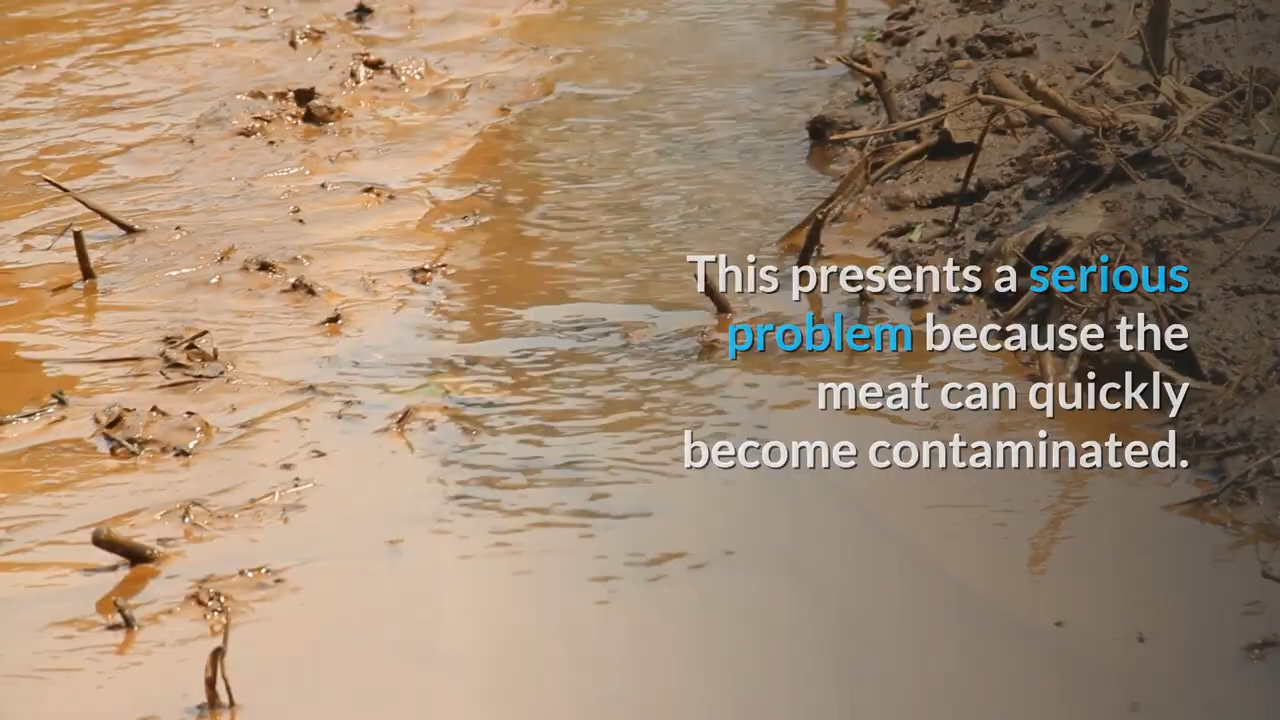 This presents a serious
problem because the
meat can quickly
become contaminated.